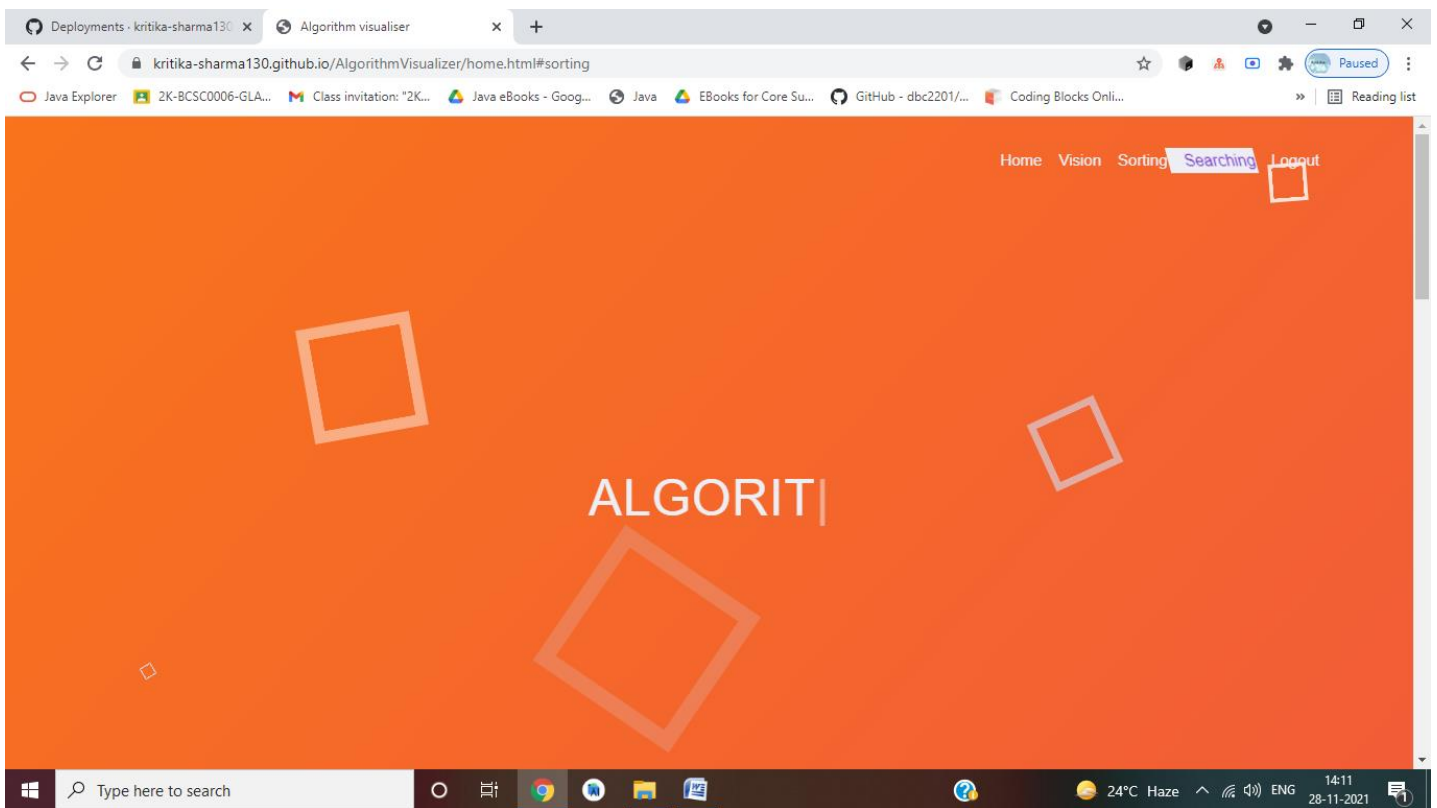 Deployments · kritika-sharma130
Algorithm visualiser
kritika-sharma130.github.io/AlgorithmVisualizer/home.html#sorting
Paused
Java Explorer 2K-BCSC0006-GLA... Class invitation: "2K... Java eBooks - Goog... Java EBooks for Core Su... GitHub - dbc2201/... Coding Blocks Onli... » Reading list
Home Vision Sorting Searching Logout
ALGORIT|
Type here to search
24°C Haze ENG 14:11
28-11-2021
1